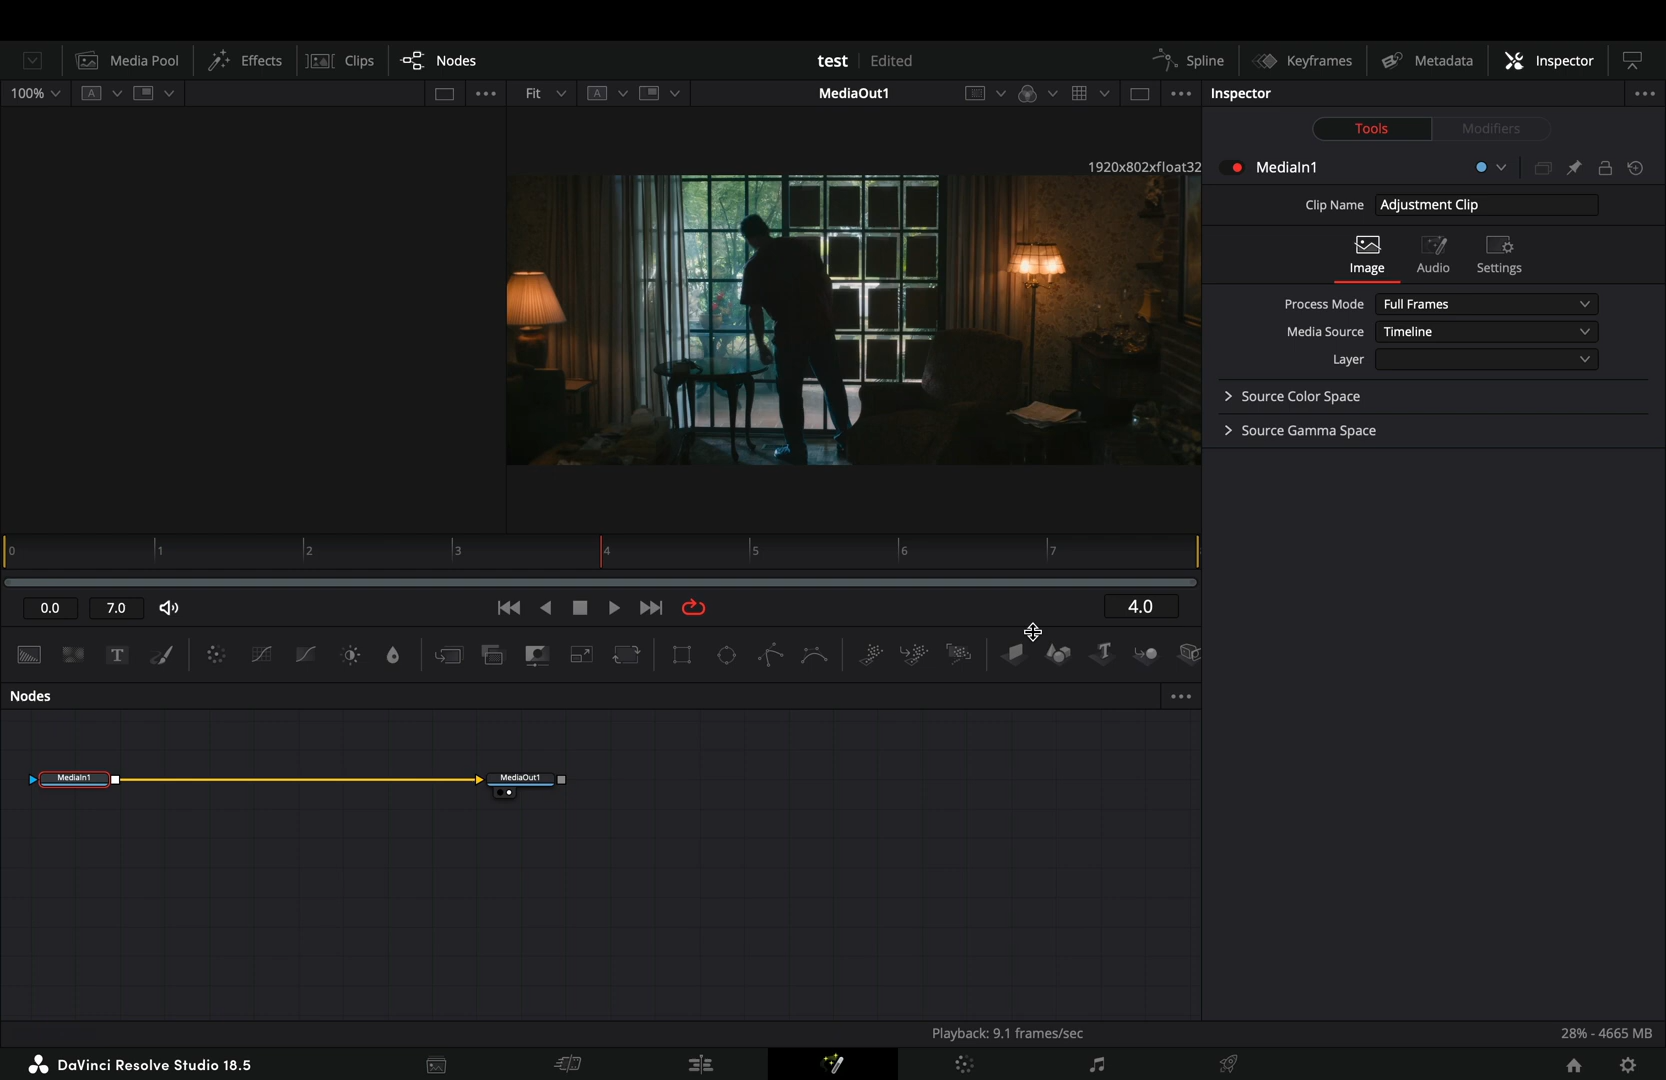 Media Pool Effects Clips Nodes test Edited Spline Keyframes Metadata Inspector
100% A Fit A MediaOut1 Inspector
Tools Modifiers
1920x802xfloat32
MediaIn1
Clip Name Adjustment Clip
Image Audio Settings
Process Mode Full Frames
Media Source Timeline
Layer
Source Color Space
Source Gamma Space
0 1 2 3 4 5 6 7
0.0 7.0 4.0
T T
Nodes
MediaIn1 MediaOut1
Playback: 9.1 frames/sec 28% - 4665 MB
DaVinci Resolve Studio 18.5